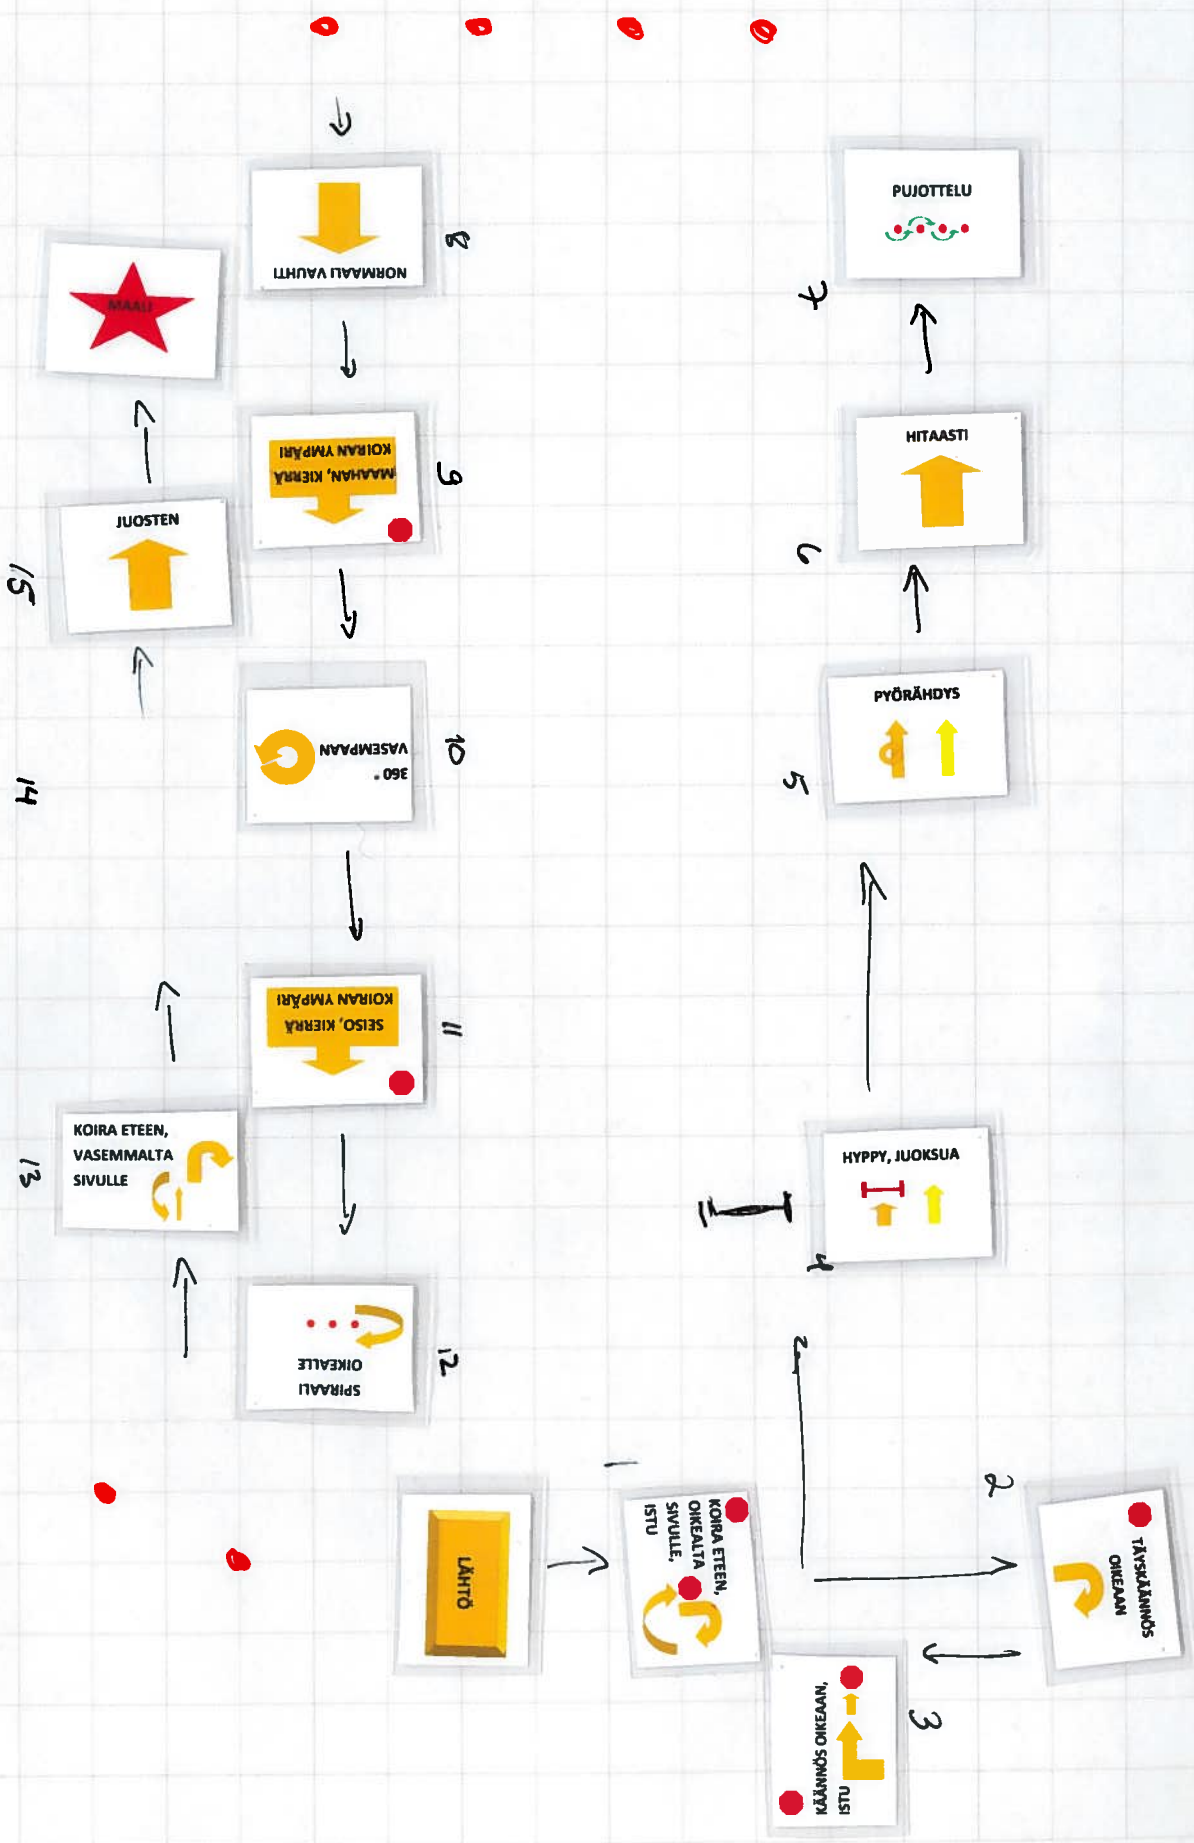 LÄHTÖ
1
KOIRA ETEEN,
OIKEALTA
SIVULLE,
ISTU
2
TÄYSKÄÄNNÖS
OIKEAAN
3
KÄÄNNÖS OIKEAAN,
ISTU
4
HYPPY, JUOKSUA
5
PYÖRÄHDYS
6
HITAASTI
7
PUJOTTELU
8
NORMAALI VAUHTI
9
MAAHAN, KIERRÄ
KOIRAN YMPÄRI
10
360°
VASEMPAAN
11
SEISO, KIERRÄ
KOIRAN YMPÄRI
12
SPIRAALI
OIKEALLE
13
KOIRA ETEEN,
VASEMMALTA
SIVULLE
14
15
JUOSTEN
MAALI